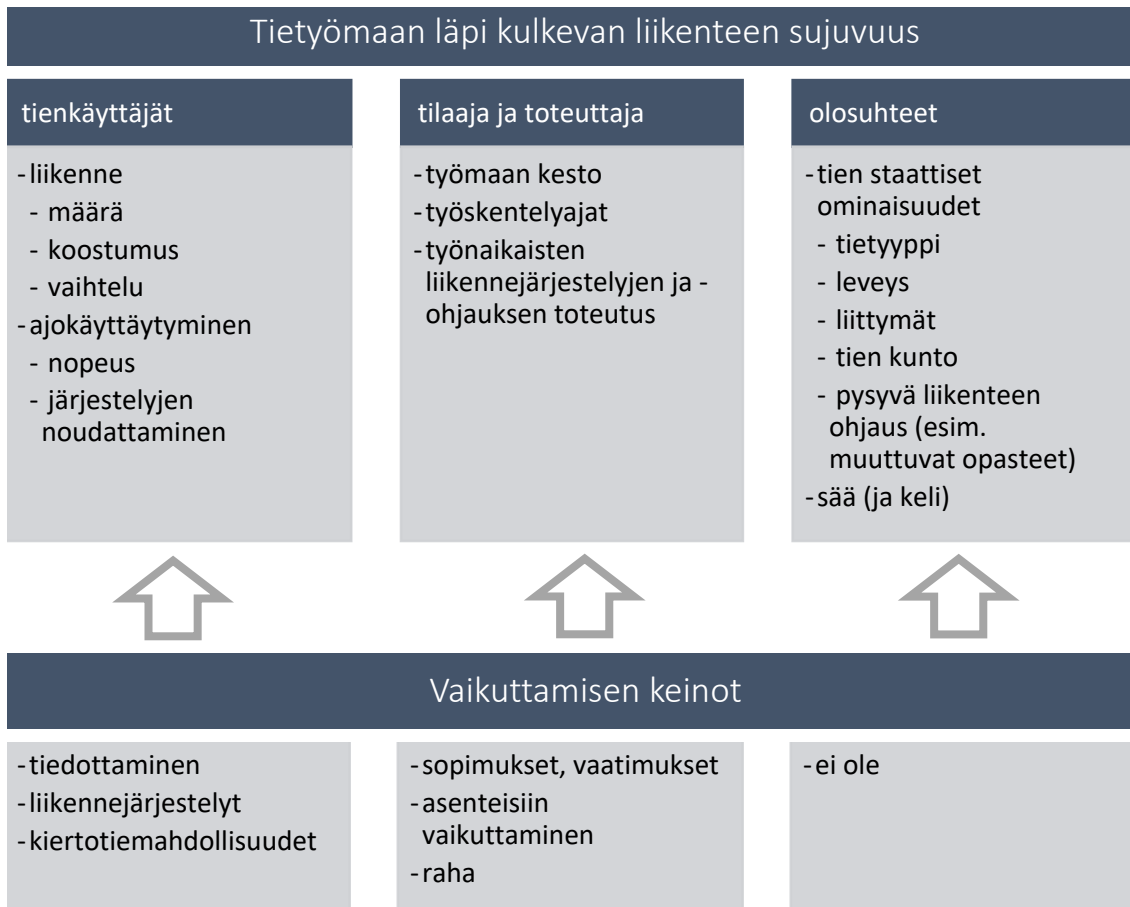 Tietyömaan läpi kulkevan liikenteen sujuvuus
tienkäyttäjät
-liikenne
- määrä
- koostumus
- vaihtelu
-ajokäyttäytyminen
- nopeus
- järjestelyjen
noudattaminen
tilaaja ja toteuttaja
-työmaan kesto
-työskentelyajat
-työnaikaisten
liikennejärjestelyjen ja -
ohjauksen toteutus
olosuhteet
-tien staattiset
ominaisuudet
- tietyyppi
- leveys
- liittymät
- tien kunto
- pysyvä liikenteen
ohjaus (esim.
muuttuvat opasteet)
-sää (ja keli)
Vaikuttamisen keinot
-tiedottaminen
-liikennejärjestelyt
-kiertotiemahdollisuudet
-sopimukset, vaatimukset
-asenteisiin
vaikuttaminen
-raha
-ei ole